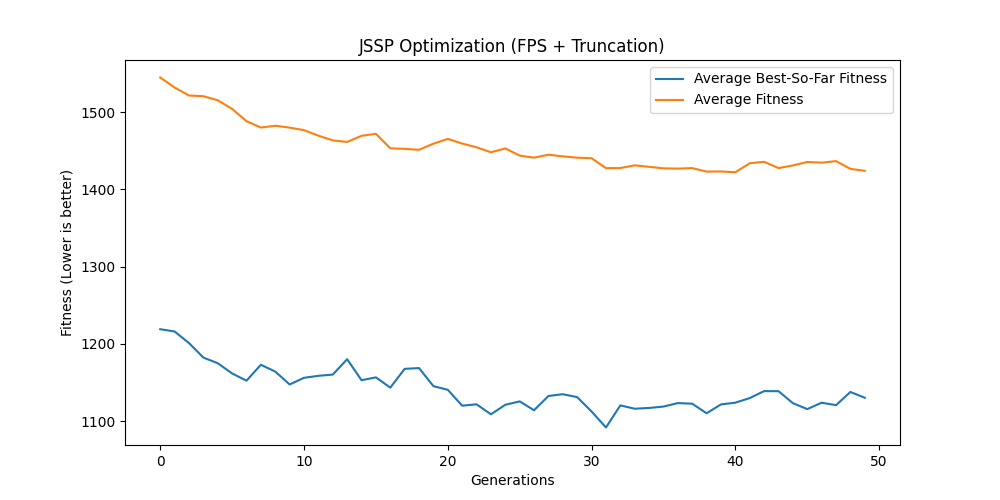 JSSP Optimization (FPS + Truncation)
Average Best-So-Far Fitness
Average Fitness
Fitness (Lower is better)
1500
1400
1300
1200
1100
0 10 20 30 40 50
Generations